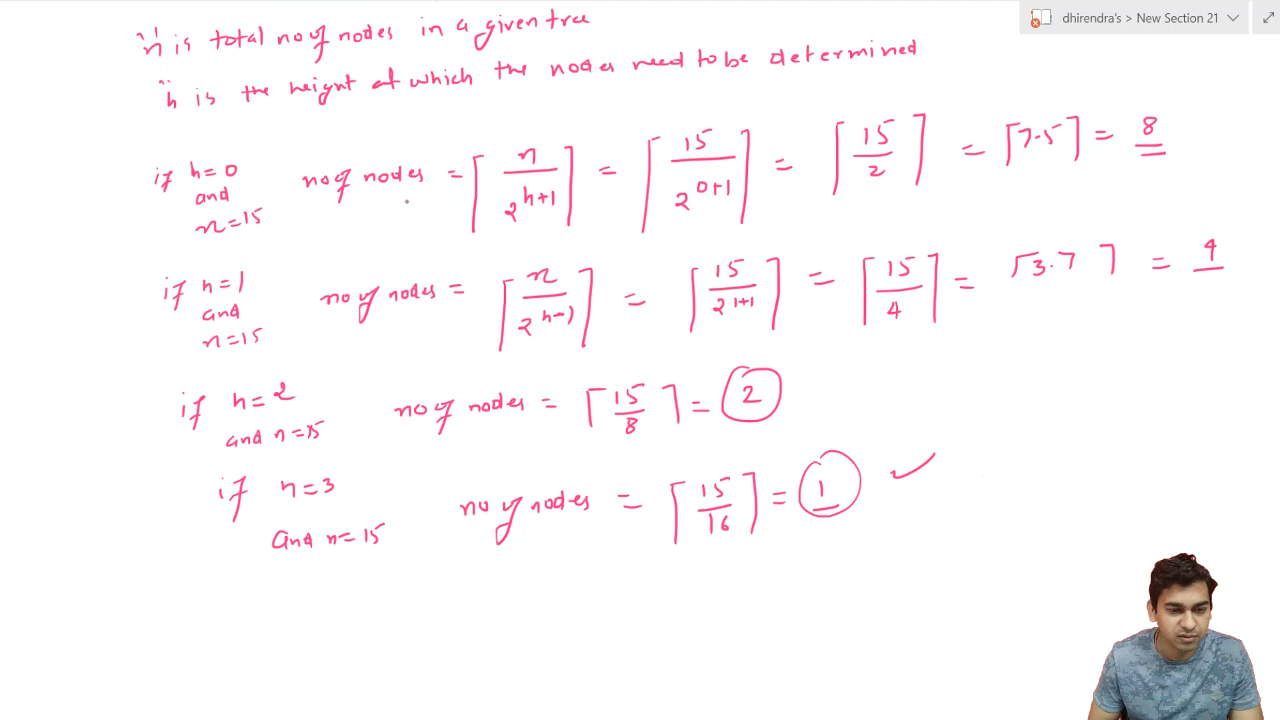 dhirendra's > New Section 21
'n' is total no of nodes in a given tree
"h is the height at which the nodes need to be determined
if h=0 and n=15 no of nodes = ⌈n/2^(h+1)⌉ = ⌈15/2^(0+1)⌉ = ⌈15/2⌉ = ⌈7.5⌉ = 8
if h=1 and n=15 no of nodes = ⌈n/2^(h-1)⌉ = ⌈15/2^(1+1)⌉ = ⌈15/4⌉ = ⌈3.7⌉ = 4
if h=2 and n=15 no of nodes = ⌈15/8⌉ = 2
if h=3 and n=15 no of nodes = ⌈15/16⌉ = 1 ✓